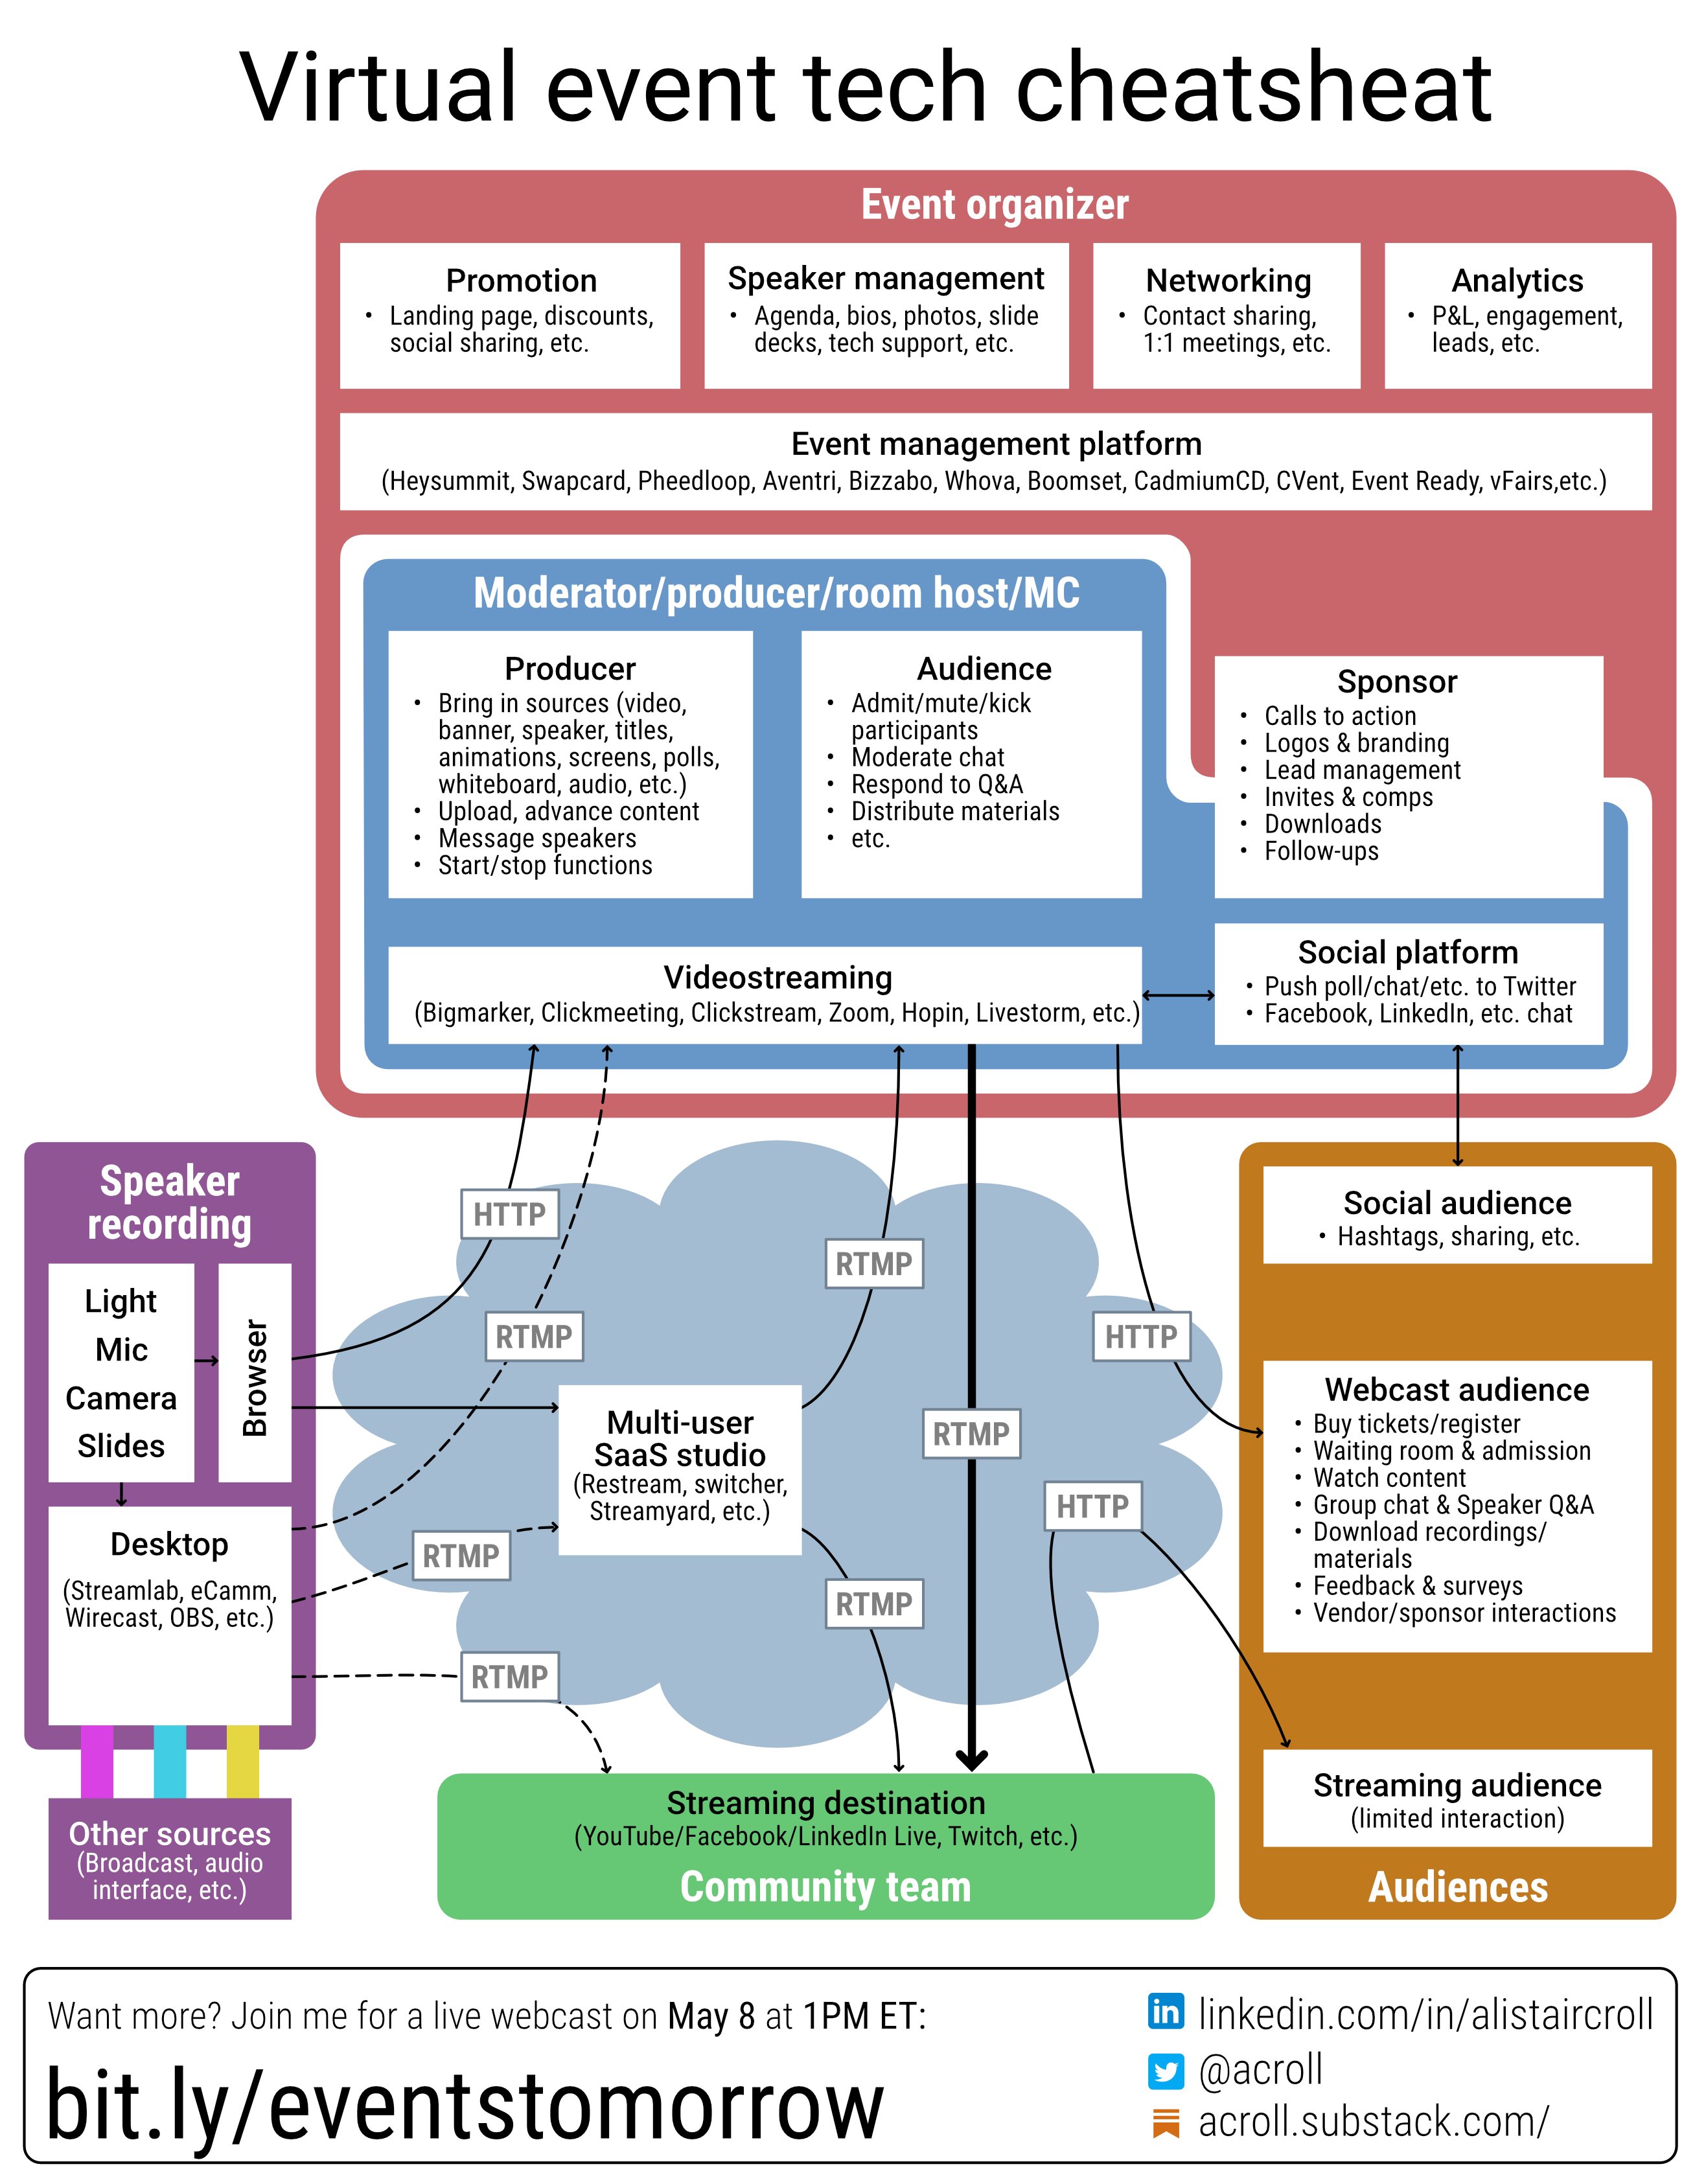 Virtual event tech cheatsheat
Event organizer
Promotion
• Landing page, discounts,
social sharing, etc.
Speaker management
• Agenda, bios, photos, slide
decks, tech support, etc.
Networking
• Contact sharing,
1:1 meetings, etc.
Analytics
• P&L, engagement,
leads, etc.
Event management platform
(Heysummit, Swapcard, Pheedloop, Aventri, Bizzabo, Whova, Boomset, CadmiumCD, CVent, Event Ready, vFairs,etc.)
Moderator/producer/room host/MC
Producer
• Bring in sources (video,
banner, speaker, titles,
animations, screens, polls,
whiteboard, audio, etc.)
• Upload, advance content
• Message speakers
• Start/stop functions
Audience
• Admit/mute/kick
participants
• Moderate chat
• Respond to Q&A
• Distribute materials
• etc.
Sponsor
• Calls to action
• Logos & branding
• Lead management
• Invites & comps
• Downloads
• Follow-ups
Videostreaming
(Bigmarker, Clickmeeting, Clickstream, Zoom, Hopin, Livestorm, etc.)
Social platform
• Push poll/chat/etc. to Twitter
• Facebook, LinkedIn, etc. chat
Speaker
recording
Light
Mic
Camera
Slides
Browser
Desktop
(Streamlab, eCamm,
Wirecast, OBS, etc.)
Other sources
(Broadcast, audio
interface, etc.)
HTTP
RTMP
RTMP
HTTP
RTMP
HTTP
RTMP
RTMP
RTMP
Multi-user
SaaS studio
(Restream, switcher,
Streamyard, etc.)
Streaming destination
(YouTube/Facebook/LinkedIn Live, Twitch, etc.)
Community team
Social audience
• Hashtags, sharing, etc.
Webcast audience
• Buy tickets/register
• Waiting room & admission
• Watch content
• Group chat & Speaker Q&A
• Download recordings/
materials
• Feedback & surveys
• Vendor/sponsor interactions
Streaming audience
(limited interaction)
Audiences
Want more? Join me for a live webcast on May 8 at 1PM ET:
bit.ly/eventstomorrow
in linkedin.com/in/alistaircroll
@acroll
acroll.substack.com/